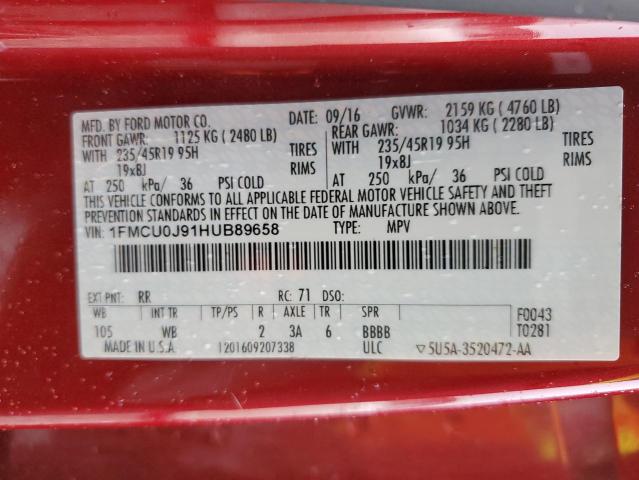 MFD. BY FORD MOTOR CO.
DATE: 09/16 GVWR: 2159 KG ( 4760 LB)
FRONT GAWR: 1125 KG ( 2480 LB) REAR GAWR: 1034 KG ( 2280 LB)
WITH 235/45R19 95H TIRES WITH 235/45R19 95H TIRES
19x8J RIMS 19x8J RIMS
AT 250 kPa/ 36 PSI COLD AT 250 kPa/ 36 PSI COLD
THIS VEHICLE CONFORMS TO ALL APPLICABLE FEDERAL MOTOR VEHICLE SAFETY AND THEFT
PREVENTION STANDARDS IN EFFECT ON THE DATE OF MANUFACTURE SHOWN ABOVE.
VIN: 1FMCU0J91HUB89658 TYPE: MPV
EXT PNT: RR RC: 71 DSO:
WB INT TR TP/PS R AXLE TR SPR F0043
105 WB 2 3A 6 BBBB T0281
MADE IN U.S.A. 1201609207338 ULC ▽5U5A-3520472-AA